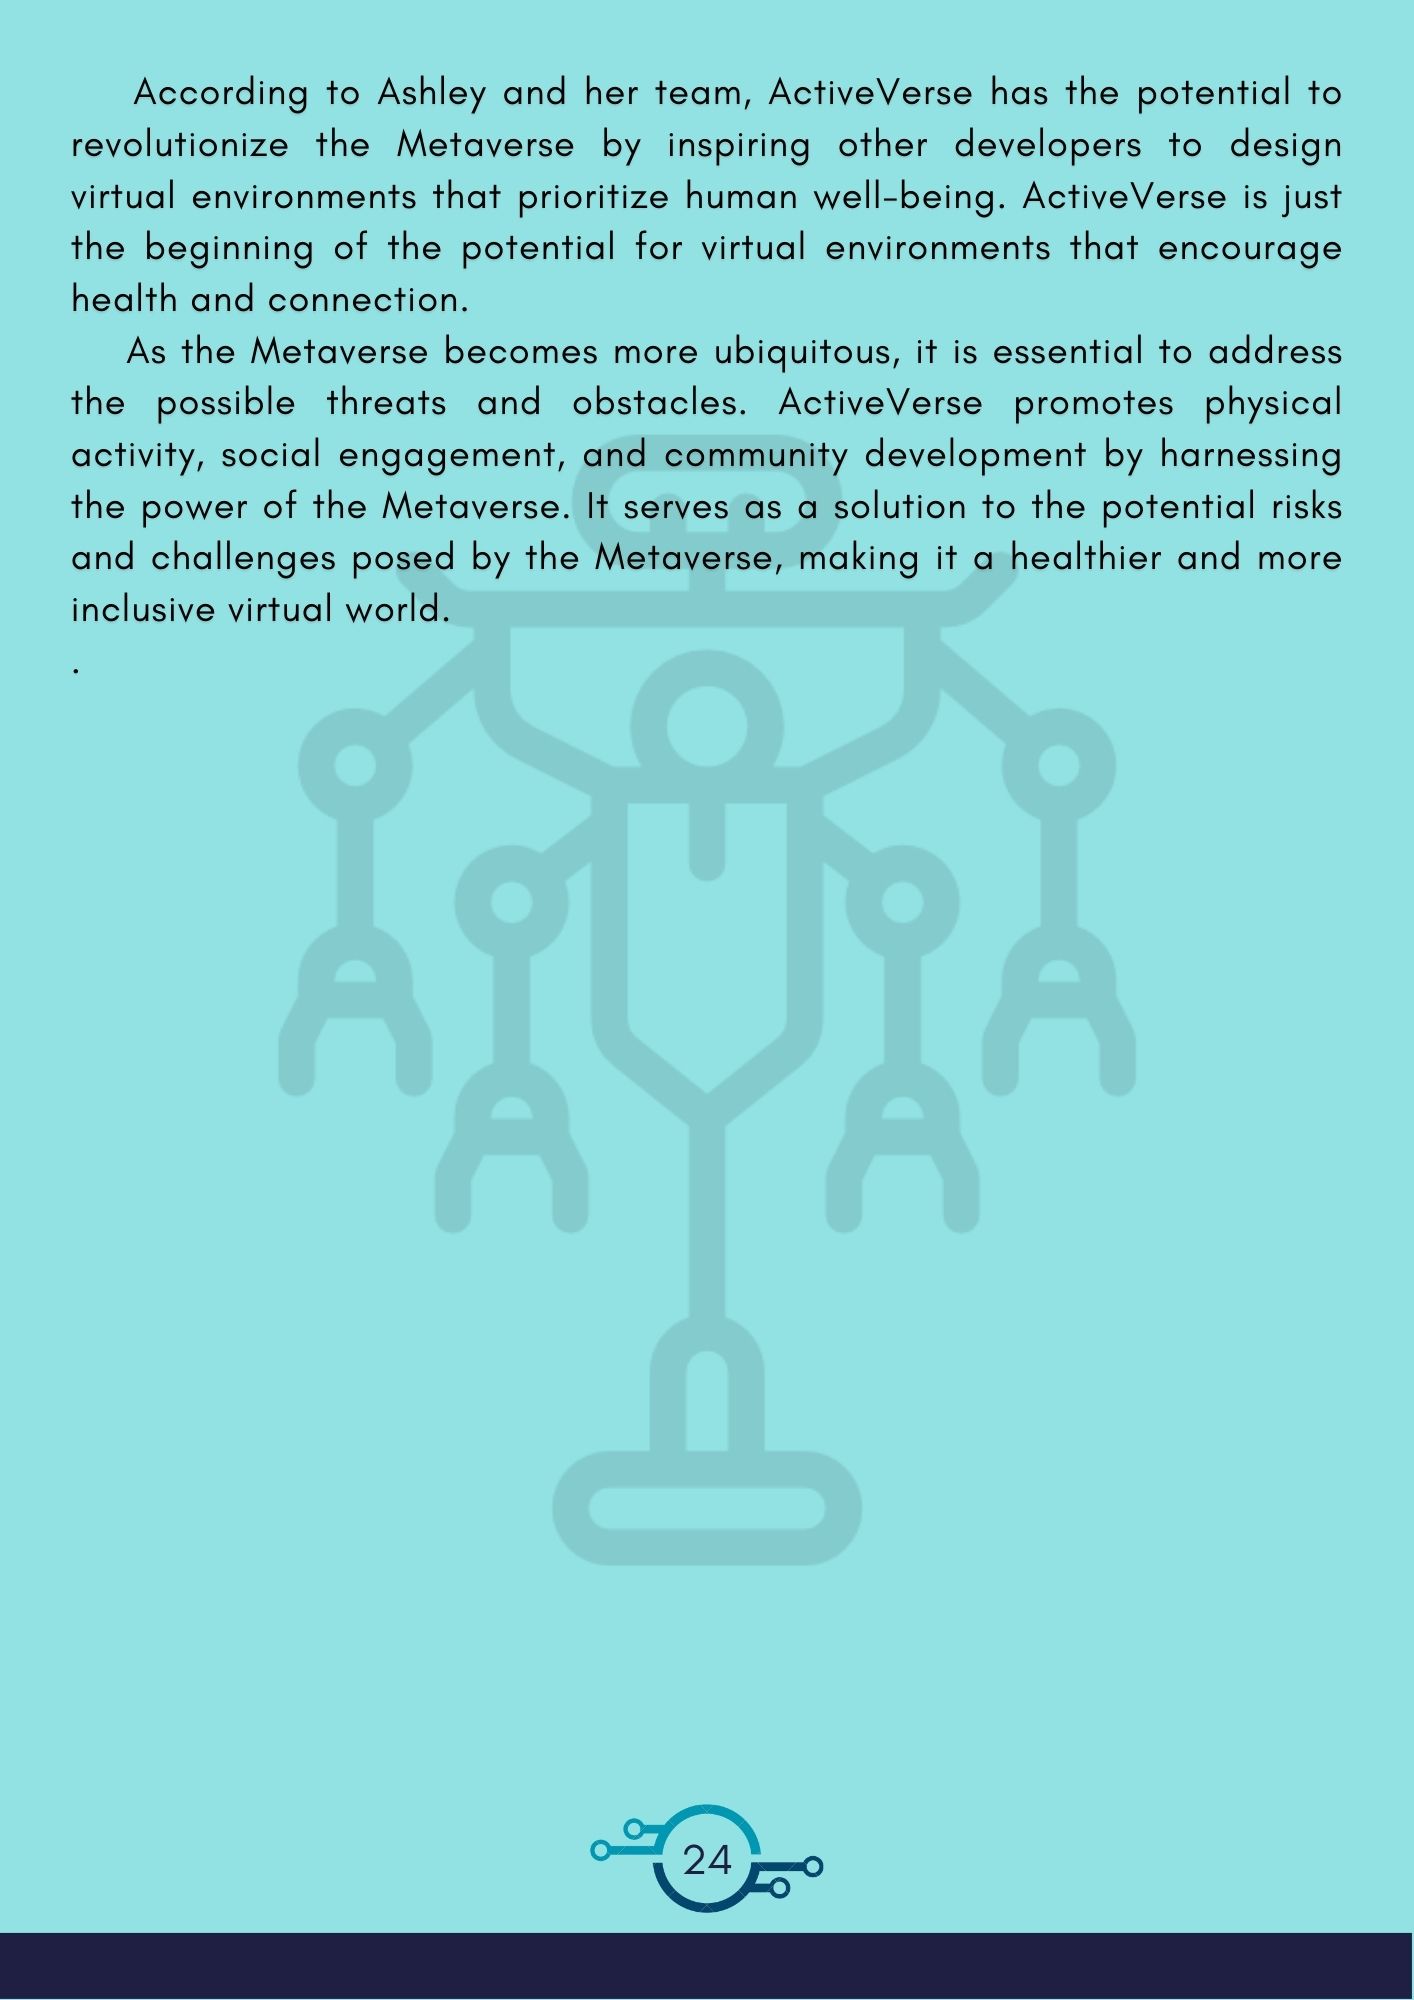 According to Ashley and her team, ActiveVerse has the potential to
revolutionize the Metaverse by inspiring other developers to design
virtual environments that prioritize human well-being. ActiveVerse is just
the beginning of the potential for virtual environments that encourage
health and connection.
As the Metaverse becomes more ubiquitous, it is essential to address
the possible threats and obstacles. ActiveVerse promotes physical
activity, social engagement, and community development by harnessing
the power of the Metaverse. It serves as a solution to the potential risks
and challenges posed by the Metaverse, making it a healthier and more
inclusive virtual world.
.
24